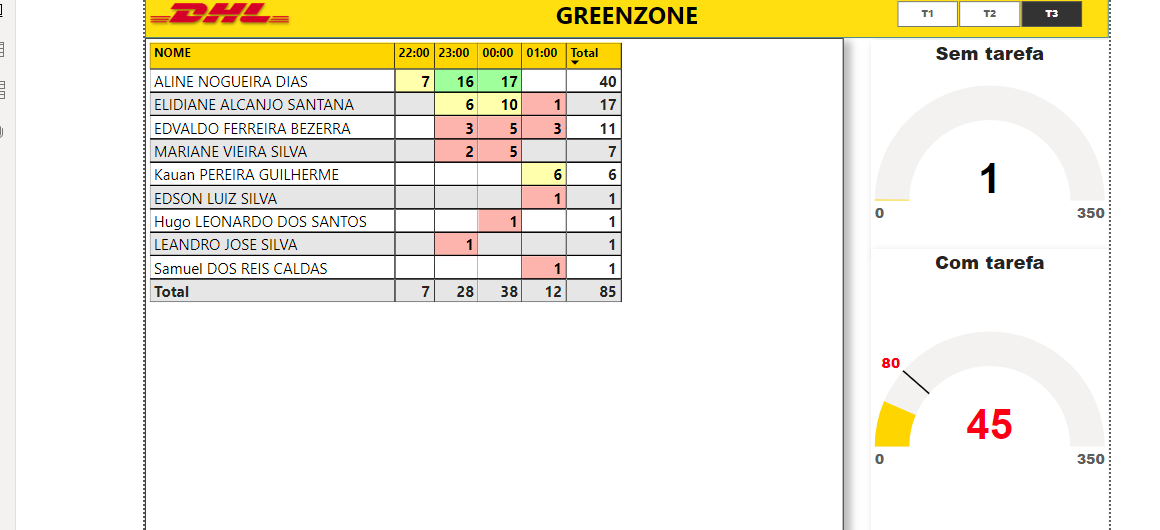 DHL GREENZONE T1 T2 T3
NOME 22:00 23:00 00:00 01:00 Total
ALINE NOGUEIRA DIAS 7 16 17 40
ELIDIANE ALCANJO SANTANA 6 10 1 17
EDVALDO FERREIRA BEZERRA 3 5 3 11
MARIANE VIEIRA SILVA 2 5 7
Kauan PEREIRA GUILHERME 6 6
EDSON LUIZ SILVA 1 1
Hugo LEONARDO DOS SANTOS 1 1
LEANDRO JOSE SILVA 1 1
Samuel DOS REIS CALDAS 1 1
Total 7 28 38 12 85
Sem tarefa
1
0 350
Com tarefa
80
45
0 350